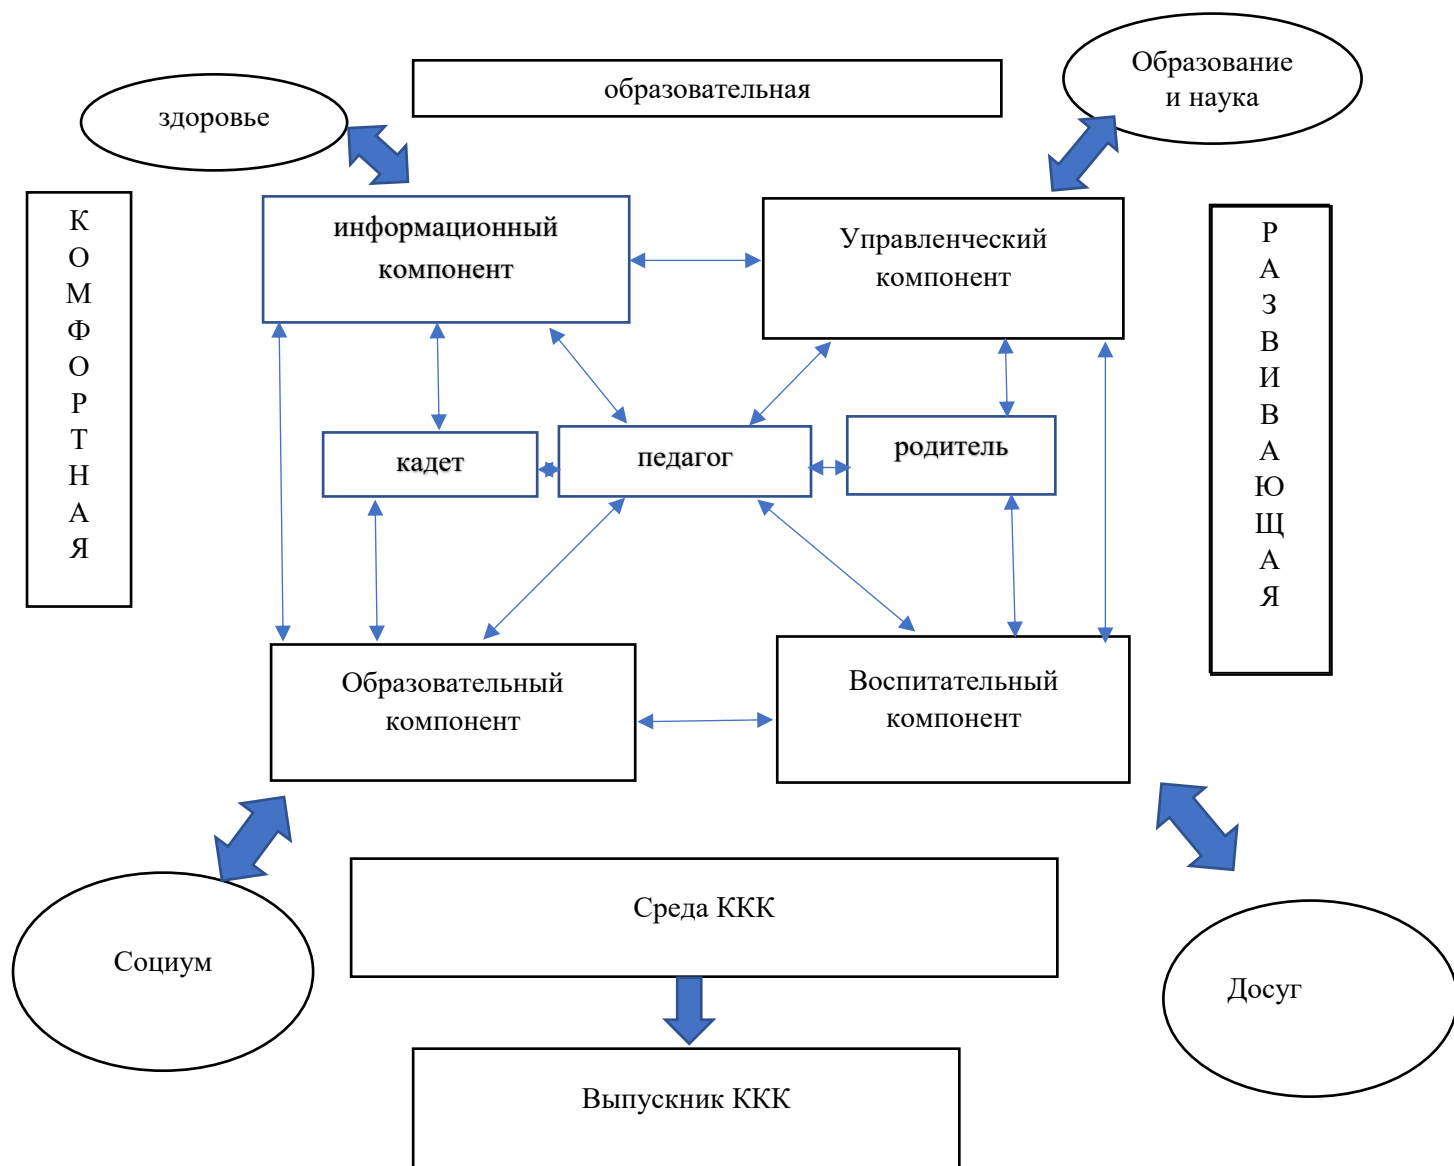 образовательная
Образование
и наука
здоровье
К
О
М
Ф
О
Р
Т
Н
А
Я
информационный
компонент
Управленческий
компонент
Р
А
З
В
И
В
А
Ю
Щ
А
Я
кадет
педагог
родитель
Образовательный
компонент
Воспитательный
компонент
Среда ККК
Социум
Досуг
Выпускник ККК